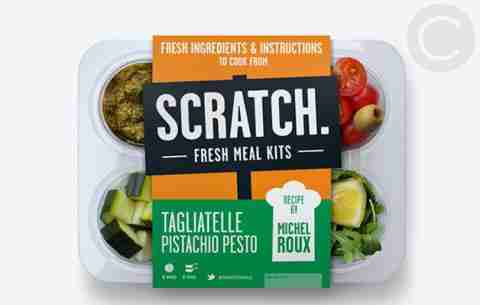 FRESH INGREDIENTS & INSTRUCTIONS
TO COOK FROM
SCRATCH.
FRESH MEAL KITS
TAGLIATELLE
PISTACHIO PESTO
RECIPE
BY
MICHEL
ROUX
©